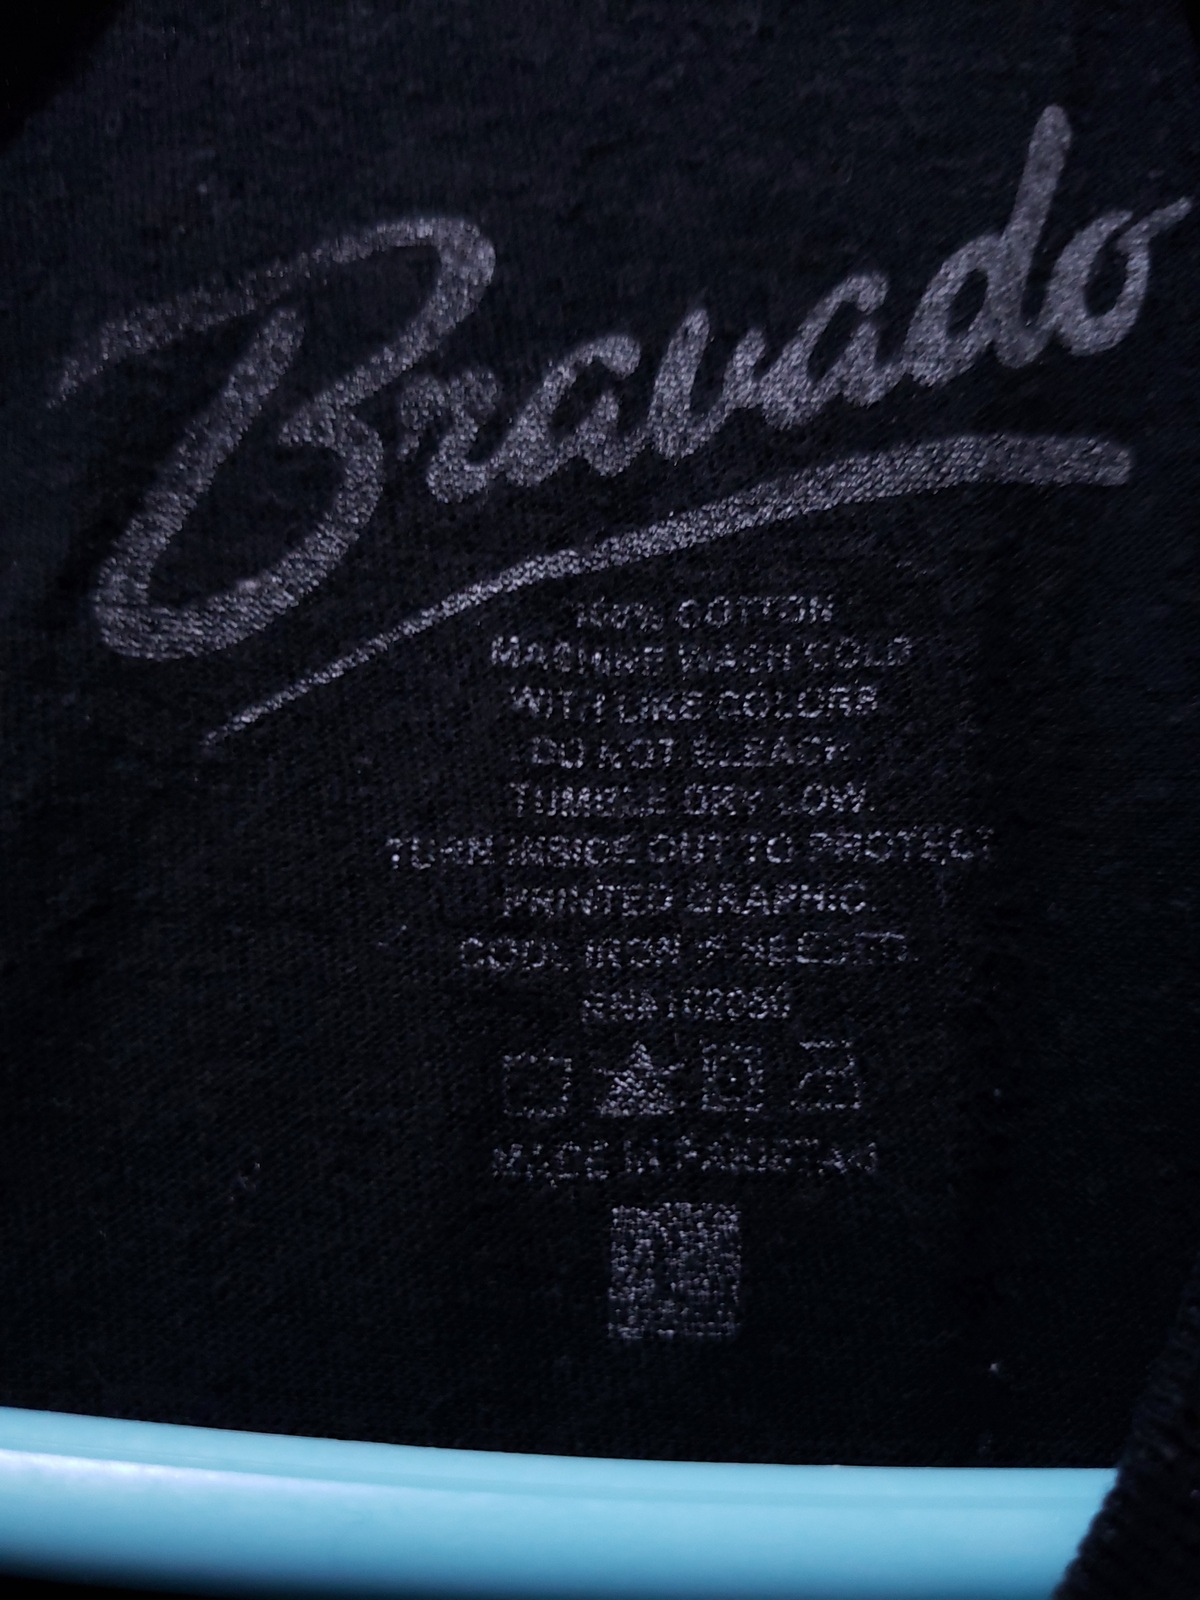 Bravado
100% COTTON
MACHINE WASH COLD
WITH LIKE COLORS
DO NOT BLEACH
TUMBLE DRY LOW
TURN INSIDE OUT TO PROTECT
PRINTED GRAPHIC
COOL IRON IF NEEDED
MADE IN PAKISTAN